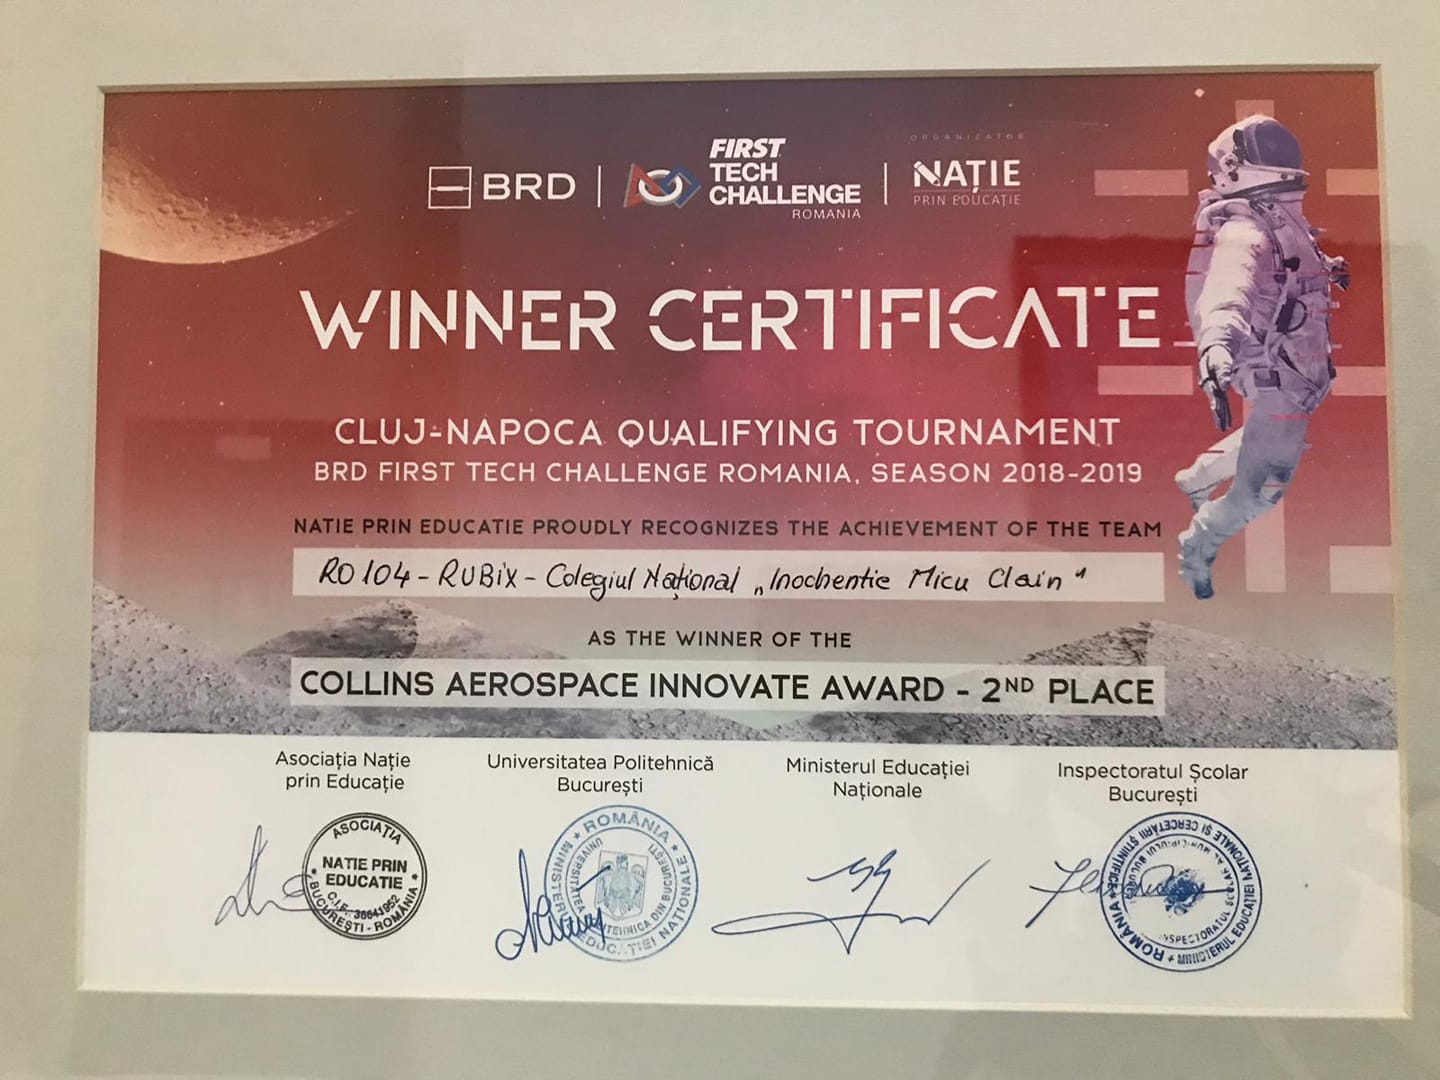 ORGANIZATOR
BRD | FIRST TECH CHALLENGE ROMANIA | NAȚIE PRIN EDUCAȚIE
WINNER CERTIFICATE
CLUJ-NAPOCA QUALIFYING TOURNAMENT
BRD FIRST TECH CHALLENGE ROMANIA, SEASON 2018-2019
NATIE PRIN EDUCATIE PROUDLY RECOGNIZES THE ACHIEVEMENT OF THE TEAM
RO 104 - RUBIX - Colegiul Național „Inochentie Micu Clain"
AS THE WINNER OF THE
COLLINS AEROSPACE INNOVATE AWARD - 2ND PLACE
Asociația Nație
prin Educație
Universitatea Politehnică
București
Ministerul Educației
Naționale
Inspectoratul Școlar
București
ASOCIAȚIA
NATIE PRIN
EDUCATIE
C.I.F. 36641952
BUCUREȘTI - ROMÂNIA
ROMÂNIA
MINISTERUL EDUCAȚIEI NAȚIONALE
UNIVERSITATEA POLITEHNICA DIN BUCUREȘTI
ROMÂNIA
MINISTERUL EDUCAȚIEI NAȚIONALE ȘI CERCETĂRII ȘTIINȚIFICE